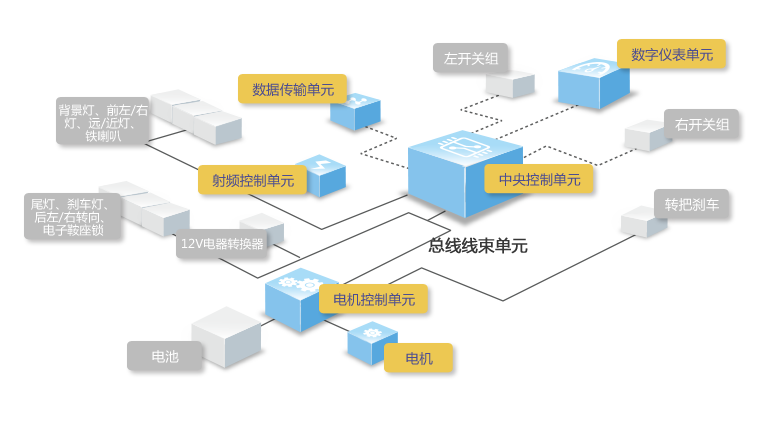 左开关组
数字仪表单元
数据传输单元
背景灯、前左/右
灯、远/近灯、
铁喇叭
右开关组
射频控制单元
中央控制单元
尾灯、刹车灯、
后左/右转向、
电子鞍座锁
转把刹车
12V电器转换器
总线线束单元
电机控制单元
电池
电机